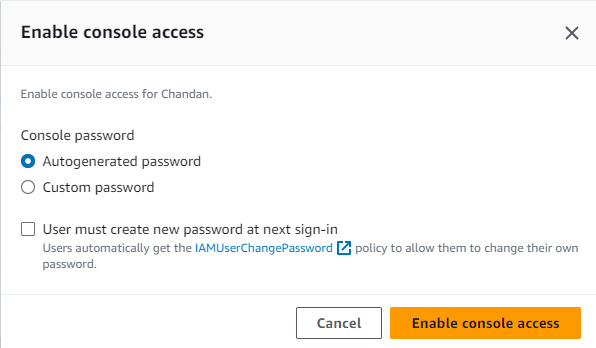 Enable console access
Enable console access for Chandan.
Console password
Autogenerated password
Custom password
User must create new password at next sign-in
Users automatically get the IAMUserChangePassword policy to allow them to change their own
password.
Cancel
Enable console access